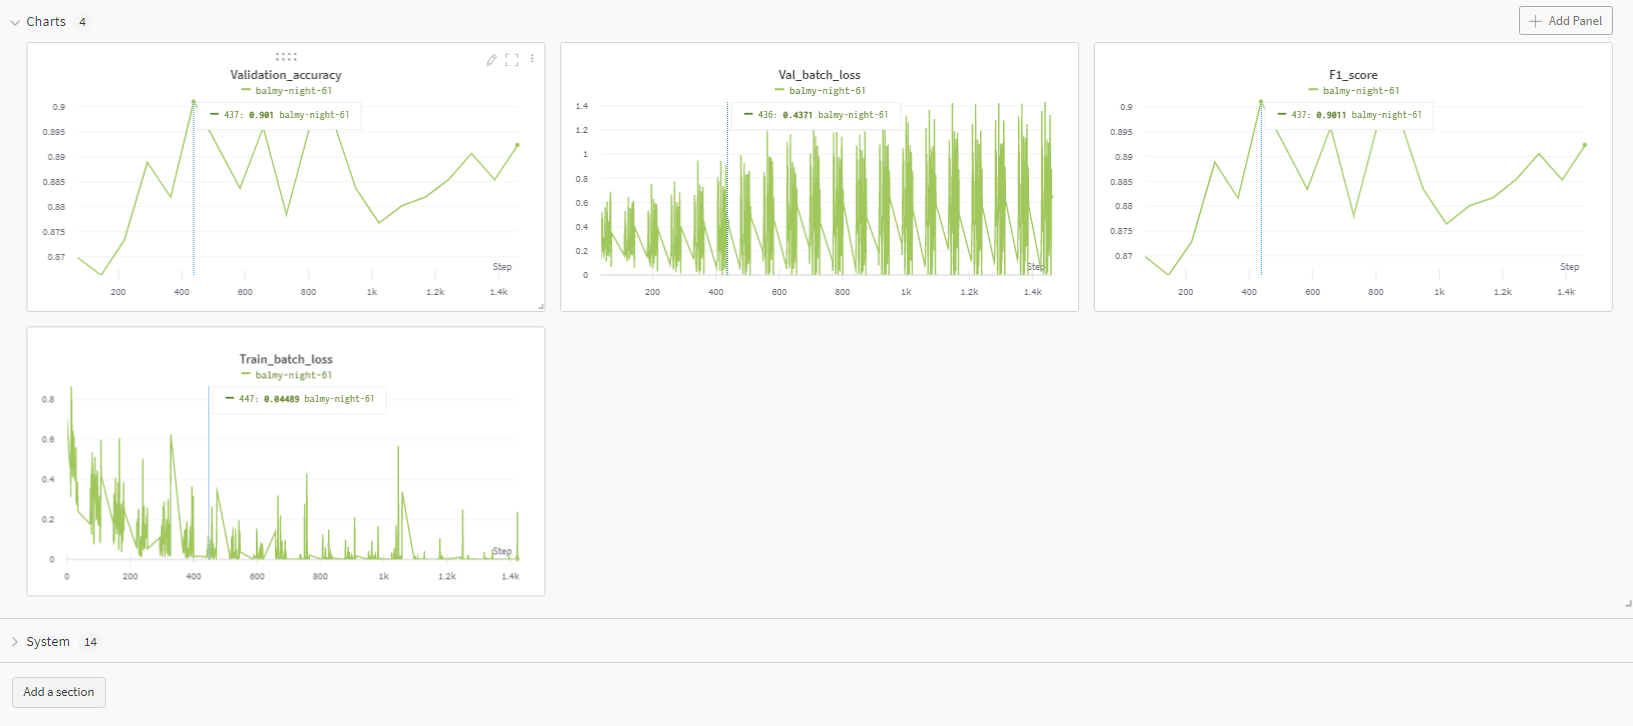 Charts 4
Add Panel
Validation_accuracy
balmy-night-61
437: 0.901 balmy-night-61
0.9
0.895
0.89
0.885
0.88
0.875
0.87
Step
200 400 600 800 1k 1.2k 1.4k
Val_batch_loss
balmy-night-61
436: 0.4371 balmy-night-61
1.4
1.2
1
0.8
0.6
0.4
0.2
0
Step
200 400 600 800 1k 1.2k 1.4k
F1_score
balmy-night-61
437: 0.9011 balmy-night-61
0.9
0.895
0.89
0.885
0.88
0.875
0.87
Step
200 400 600 800 1k 1.2k 1.4k
Train_batch_loss
balmy-night-61
447: 0.04489 balmy-night-61
0.8
0.6
0.4
0.2
0
Step
0 200 400 600 800 1k 1.2k 1.4k
System 14
Add a section